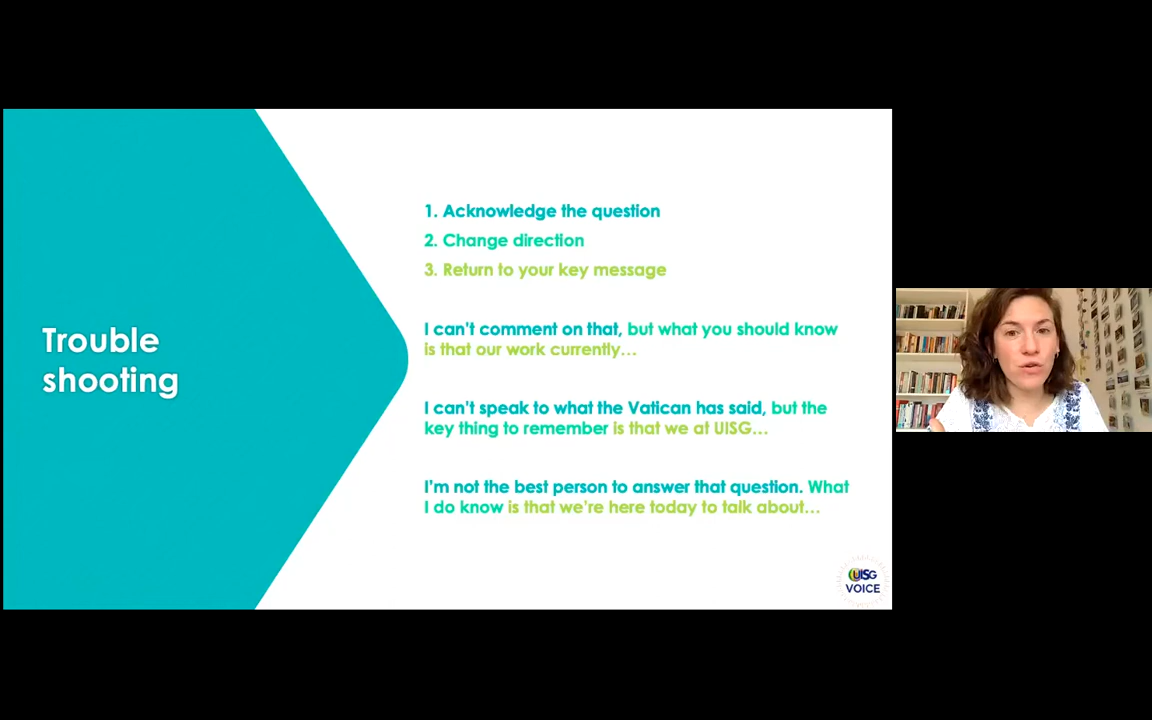 Trouble
shooting
1. Acknowledge the question
2. Change direction
3. Return to your key message
I can't comment on that, but what you should know
is that our work currently…
I can't speak to what the Vatican has said, but the
key thing to remember is that we at UISG…
I'm not the best person to answer that question. What
I do know is that we're here today to talk about…
UISG
VOICE